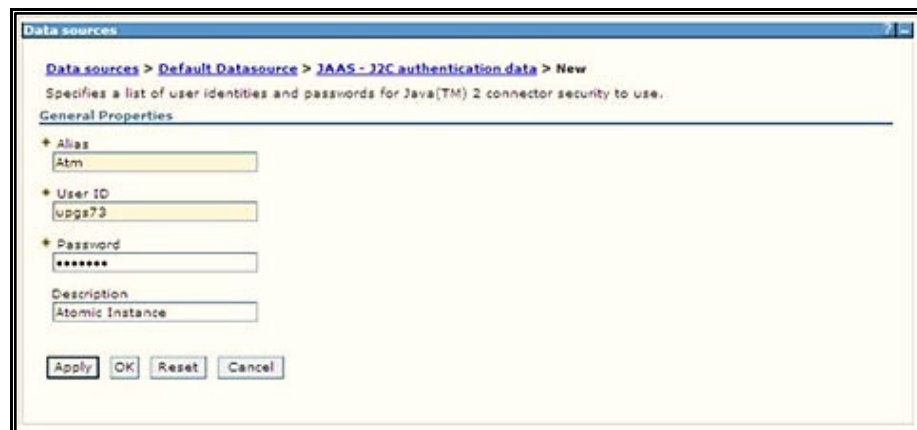 Data sources ? –
Data sources > Default Datasource > JAAS - J2C authentication data > New
Specifies a list of user identities and passwords for Java(TM) 2 connector security to use.
General Properties
* Alias
Atm
* User ID
upgs73
* Password
•••••••
Description
Atomic Instance
Apply OK Reset Cancel